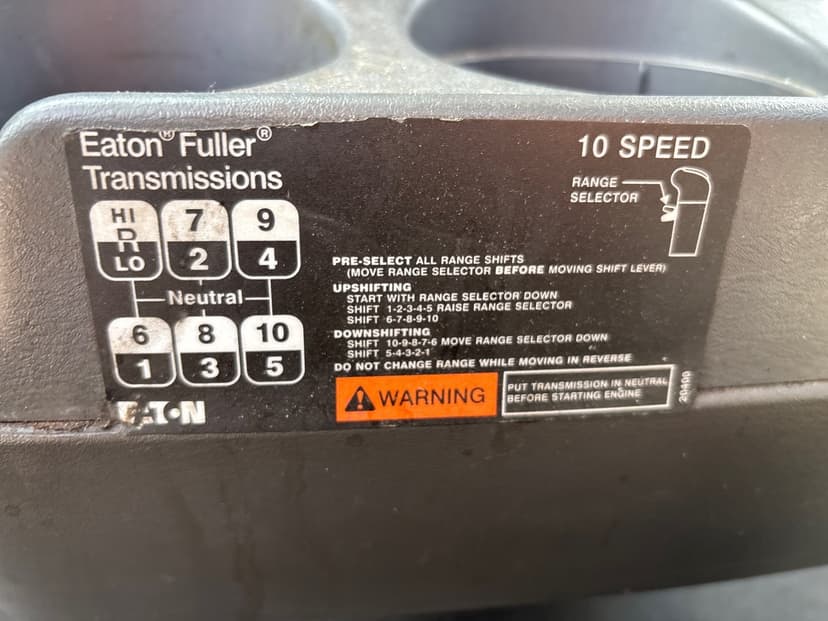 Eaton® Fuller®
Transmissions
10 SPEED
RANGE
SELECTOR
HI
R
LO
7
2
9
4
Neutral
6
1
8
3
10
5
PRE-SELECT ALL RANGE SHIFTS
(MOVE RANGE SELECTOR BEFORE MOVING SHIFT LEVER)
UPSHIFTING
START WITH RANGE SELECTOR DOWN
SHIFT 1-2-3-4-5 RAISE RANGE SELECTOR
SHIFT 6-7-8-9-10
DOWNSHIFTING
SHIFT 10-9-8-7-6 MOVE RANGE SELECTOR DOWN
SHIFT 5-4-3-2-1
DO NOT CHANGE RANGE WHILE MOVING IN REVERSE
WARNING
PUT TRANSMISSION IN NEUTRAL
BEFORE STARTING ENGINE
20400
EATON